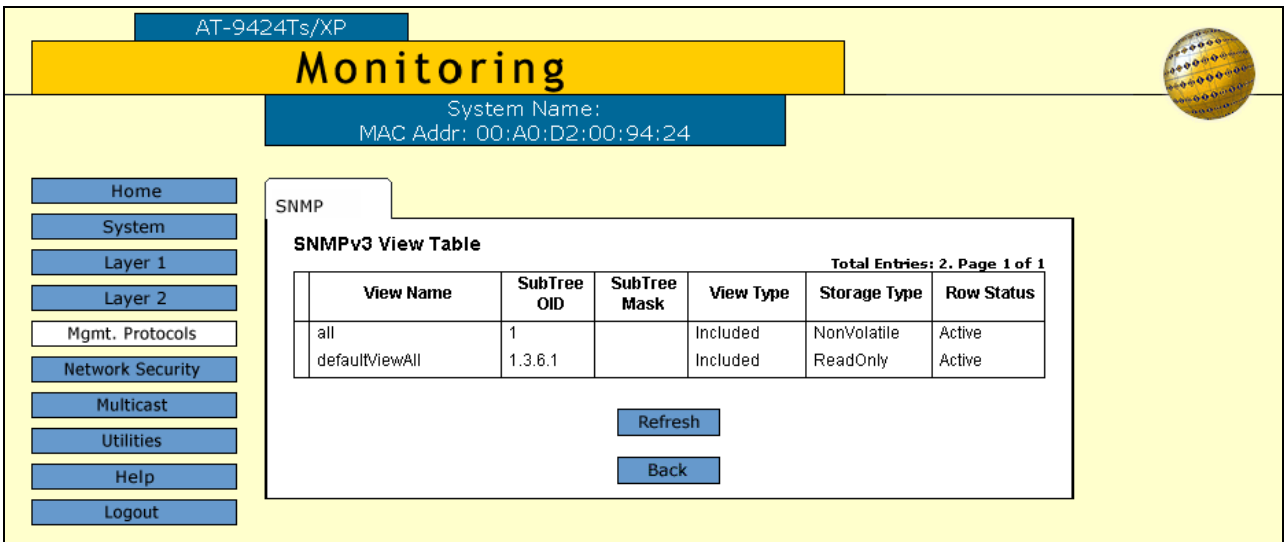 AT-9424Ts/XP
Monitoring
System Name:
MAC Addr: 00:A0:D2:00:94:24
Home
System
Layer 1
Layer 2
Mgmt. Protocols
Network Security
Multicast
Utilities
Help
Logout
SNMP
SNMPv3 View Table
Total Entries: 2. Page 1 of 1
View Name SubTree OID SubTree Mask View Type Storage Type Row Status
all 1 Included NonVolatile Active
defaultViewAll 1.3.6.1 Included ReadOnly Active
Refresh
Back